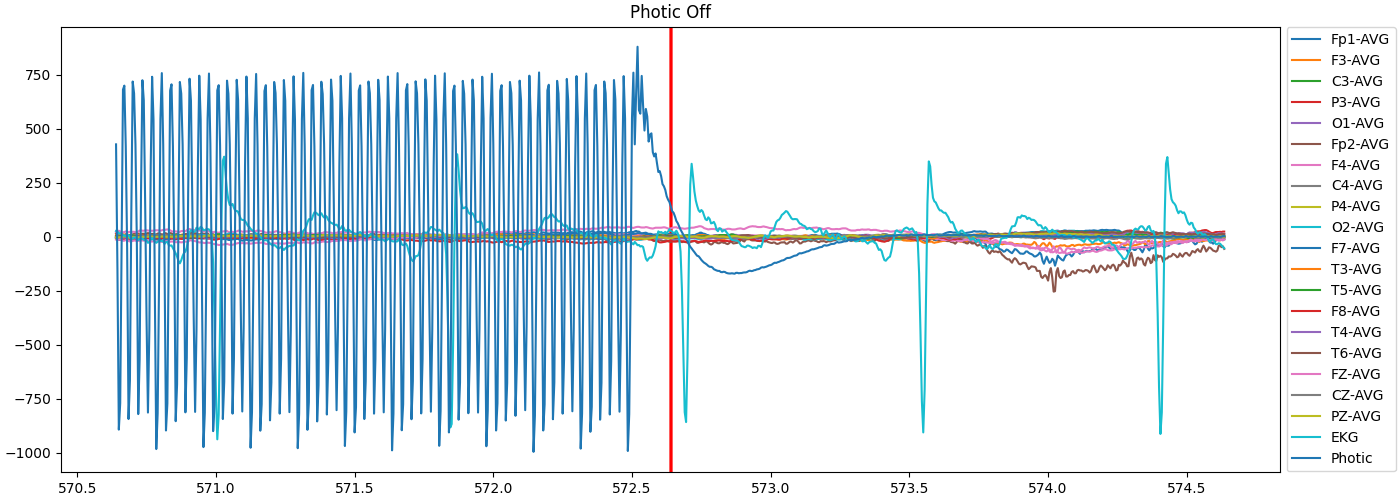 Photic Off
750
500
250
0
−250
−500
−750
−1000
570.5 571.0 571.5 572.0 572.5 573.0 573.5 574.0 574.5
Fp1-AVG
F3-AVG
C3-AVG
P3-AVG
O1-AVG
Fp2-AVG
F4-AVG
C4-AVG
P4-AVG
O2-AVG
F7-AVG
T3-AVG
T5-AVG
F8-AVG
T4-AVG
T6-AVG
FZ-AVG
CZ-AVG
PZ-AVG
EKG
Photic